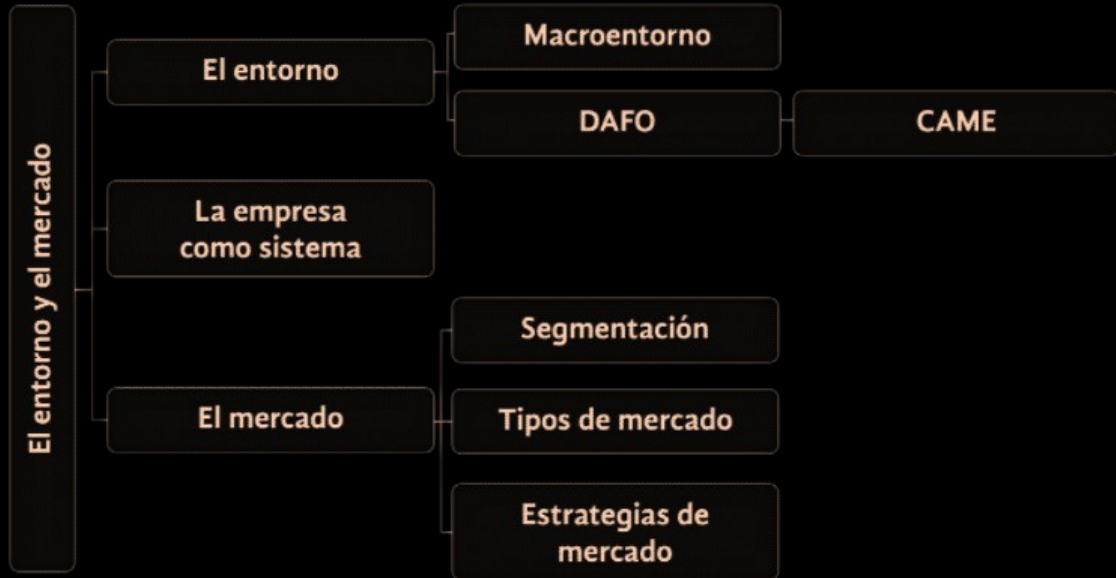 El entorno y el mercado
El entorno
Macroentorno
DAFO
CAME
La empresa
como sistema
El mercado
Segmentación
Tipos de mercado
Estrategias de
mercado